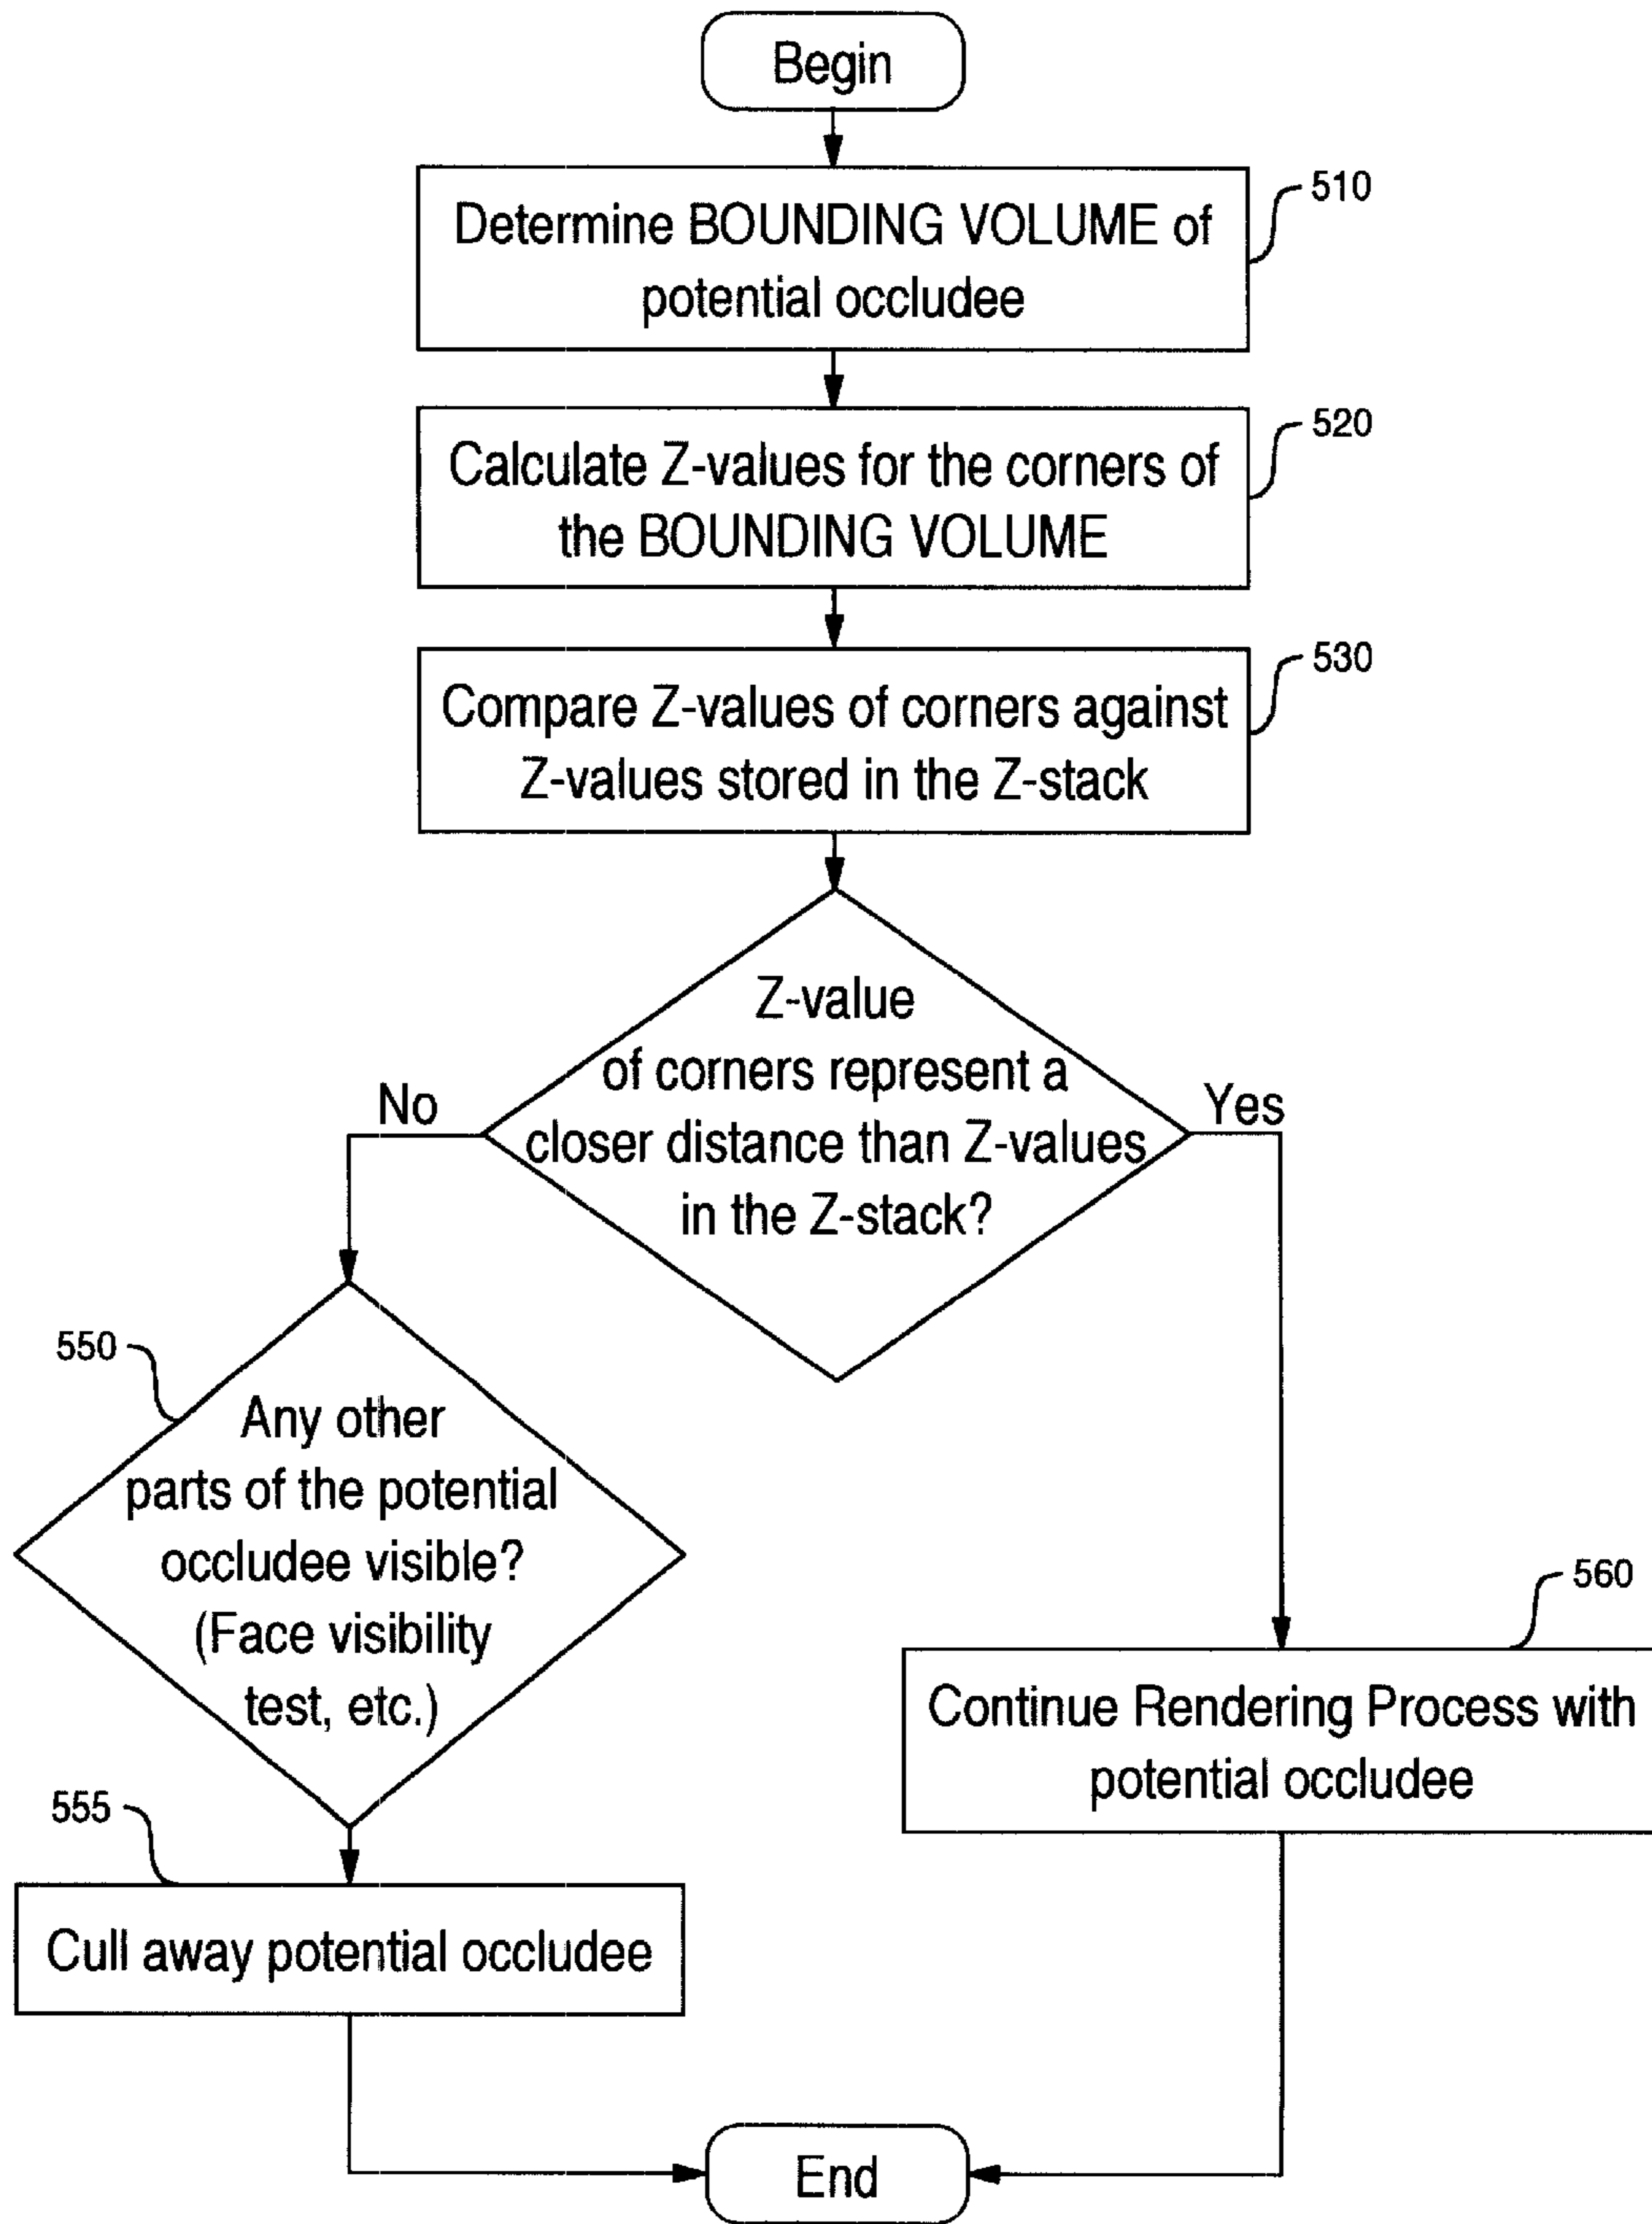 Begin
Determine BOUNDING VOLUME of
potential occludee
510
Calculate Z-values for the corners of
the BOUNDING VOLUME
520
Compare Z-values of corners against
Z-values stored in the Z-stack
530
Z-value
of corners represent a
closer distance than Z-values
in the Z-stack?
No
Yes
550
Any other
parts of the potential
occludee visible?
(Face visibility
test, etc.)
560
Continue Rendering Process with
potential occludee
555
Cull away potential occludee
End